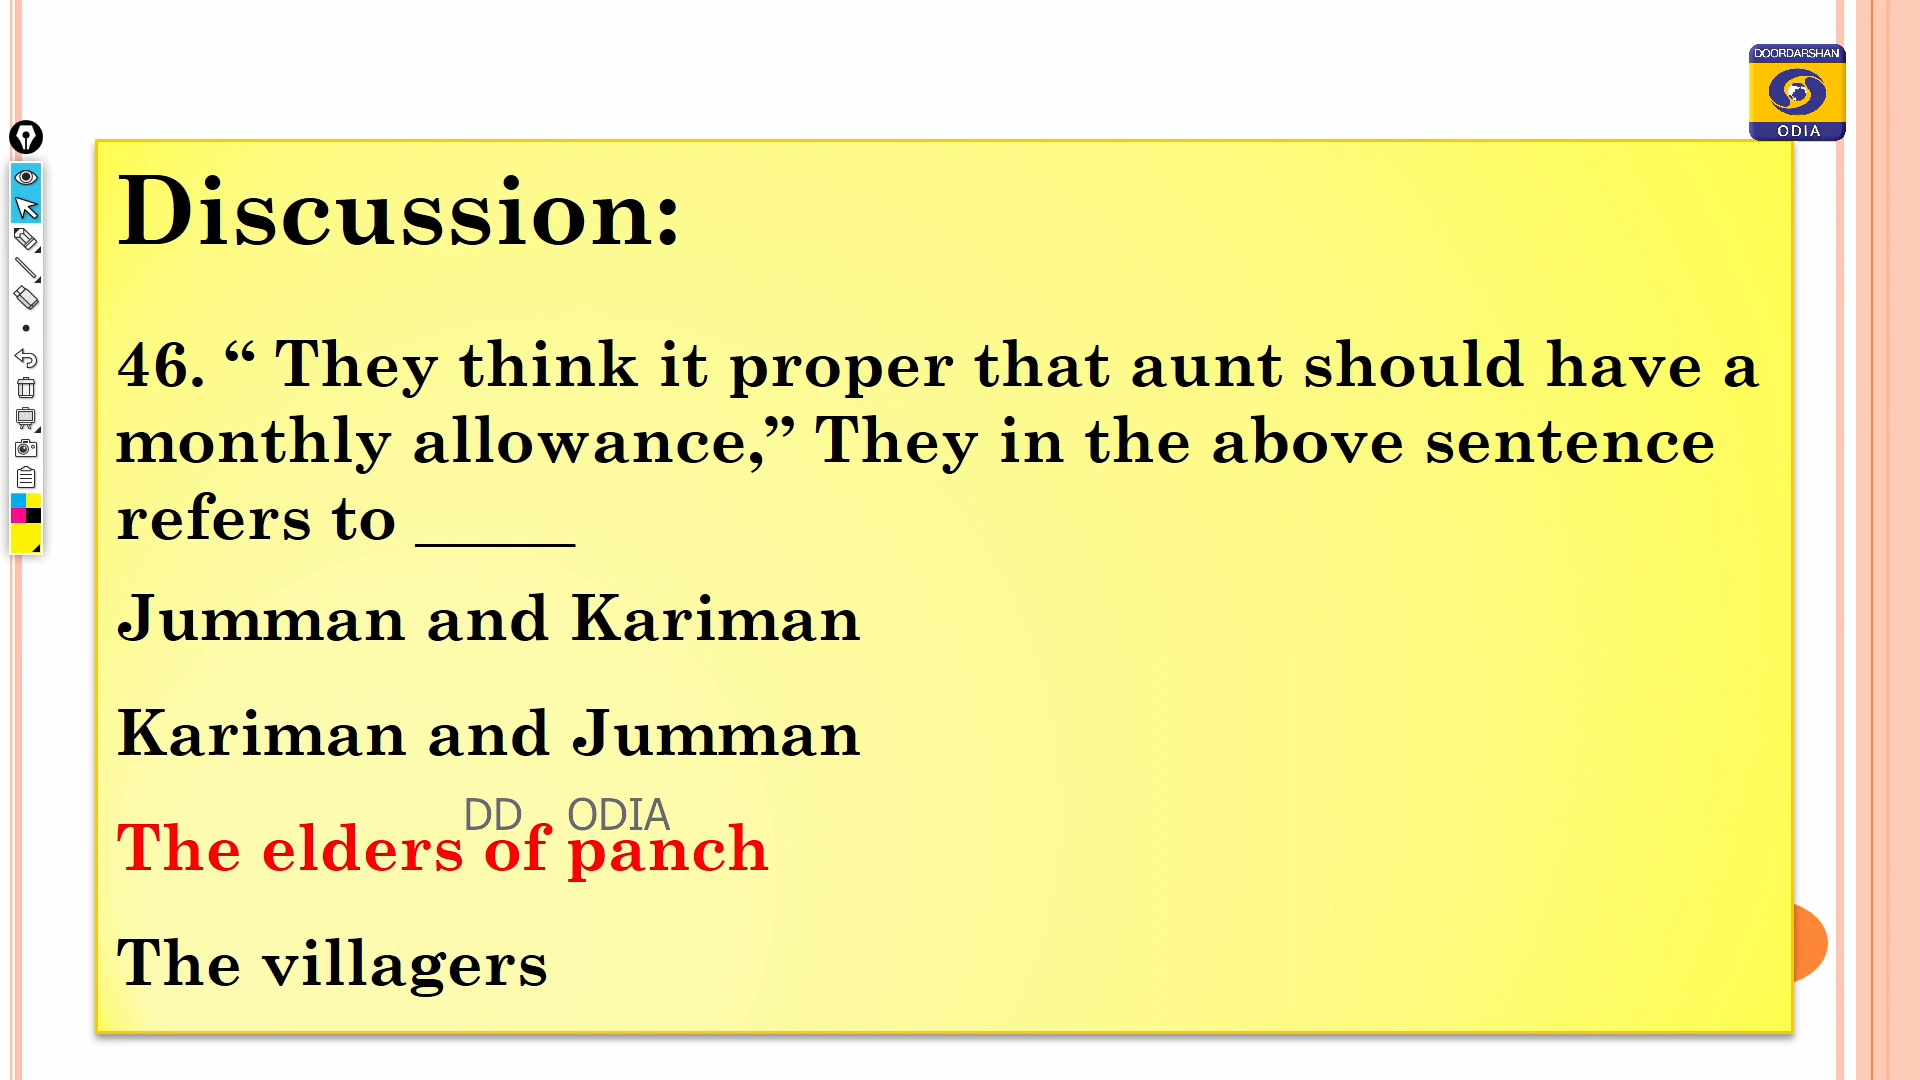 DOORDARSHAN
ODIA
Discussion:
46. “ They think it proper that aunt should have a
monthly allowance,” They in the above sentence
refers to _____
Jumman and Kariman
Kariman and Jumman
DD ODIA
The elders of panch
The villagers